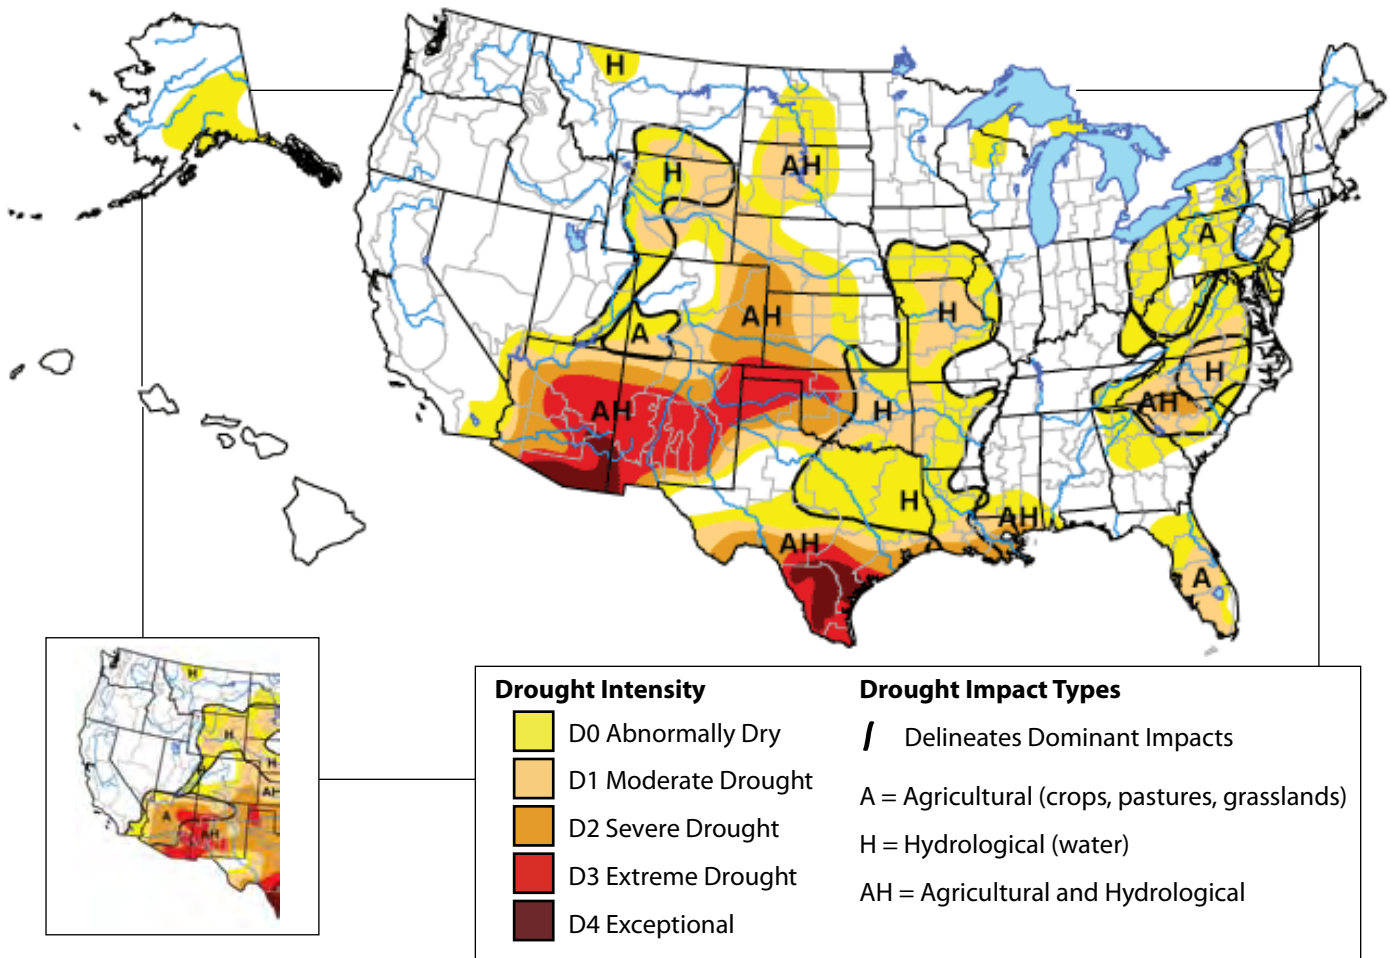 H
AH
H
A
AH
H
A
H
AH
H
AH
H
H
AH
AH
A
H
H
H
AH
A
AH
Drought Intensity
D0 Abnormally Dry
D1 Moderate Drought
D2 Severe Drought
D3 Extreme Drought
D4 Exceptional
Drought Impact Types
Delineates Dominant Impacts
A = Agricultural (crops, pastures, grasslands)
H = Hydrological (water)
AH = Agricultural and Hydrological